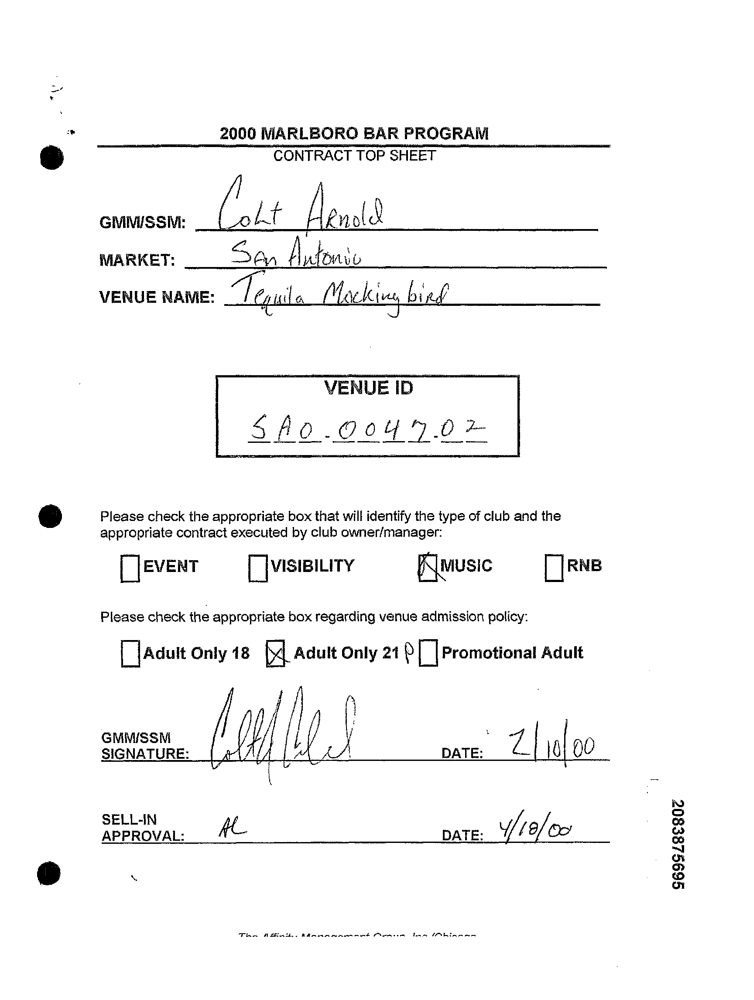 2000 MARLBORO BAR PROGRAM
CONTRACT TOP SHEET
GMM/SSM: Colt Arnold
MARKET: San Antonio
VENUE NAME: Tequila Mockingbird
VENUE ID
SAO.0047.02
Please check the appropriate box that will identify the type of club and the
appropriate contract executed by club owner/manager:
EVENT VISIBILITY MUSIC RNB
Please check the appropriate box regarding venue admission policy:
Adult Only 18 Adult Only 21 Promotional Adult
GMM/SSM
SIGNATURE: DATE: 2/10/00
SELL-IN
APPROVAL: AL DATE: 4/18/00
2083875695